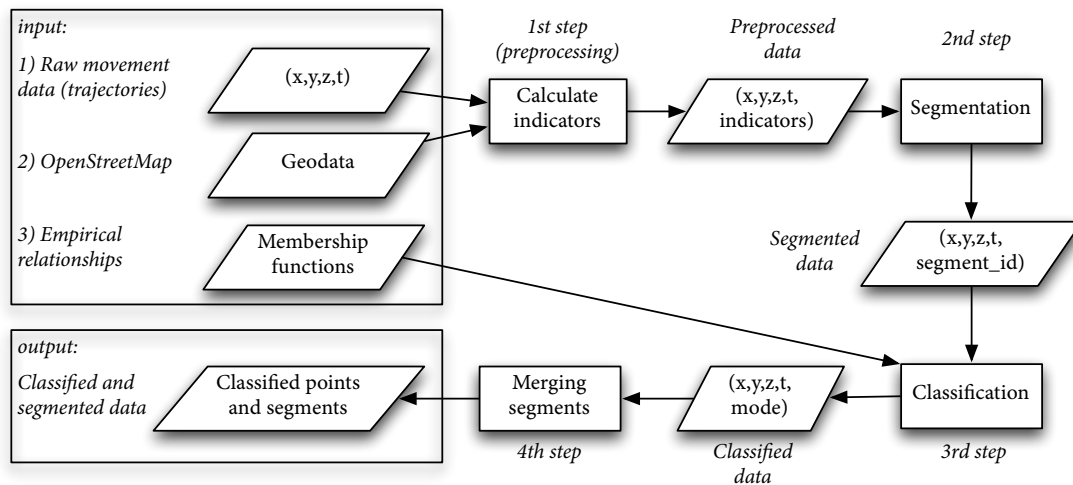 input:
1) Raw movement
data (trajectories)
(x,y,z,t)
2) OpenStreetMap
Geodata
3) Empirical
relationships
Membership
functions
1st step
(preprocessing)
Calculate
indicators
Preprocessed
data
(x,y,z,t,
indicators)
2nd step
Segmentation
Segmented
data
(x,y,z,t,
segment_id)
Classification
3rd step
(x,y,z,t,
mode)
Classified
data
Merging
segments
4th step
output:
Classified and
segmented data
Classified points
and segments